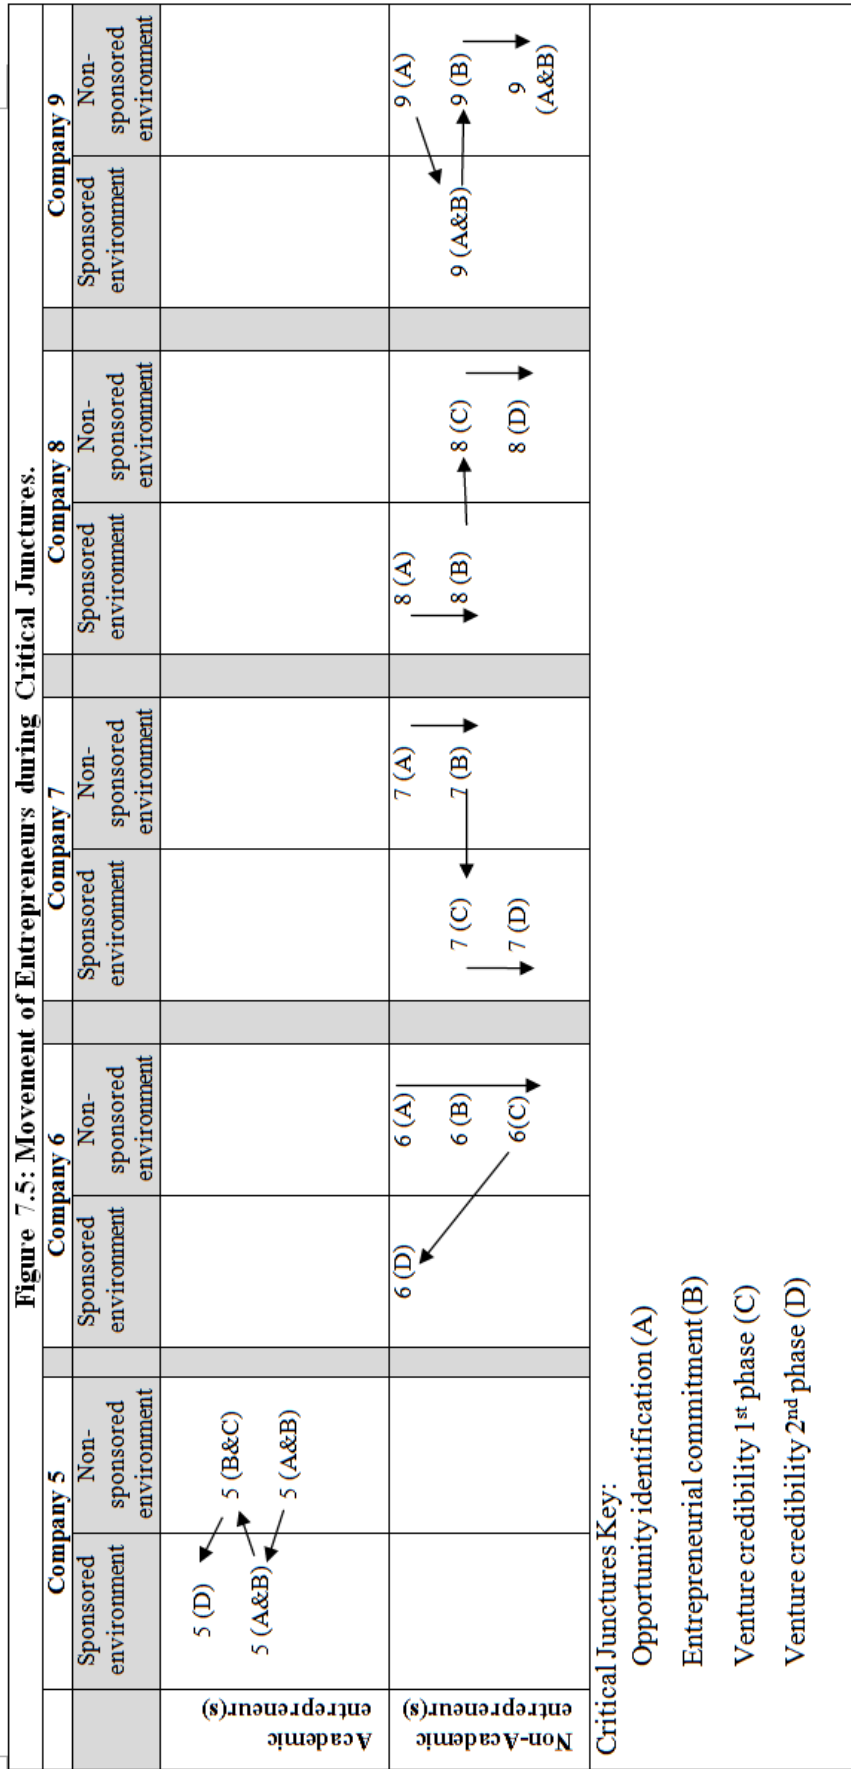 Figure 7.5: Movement of Entrepreneurs during Critical Junctures.
Company 5
Company 6
Company 7
Company 8
Company 9
Sponsored
environment
Non-
sponsored
environment
Sponsored
environment
Non-
sponsored
environment
Sponsored
environment
Non-
sponsored
environment
Sponsored
environment
Non-
sponsored
environment
Sponsored
environment
Non-
sponsored
environment
Academic
entrepreneur(s)
5 (D)
5 (B&C)
5 (A&B)
5 (A&B)
Non-Academic
entrepreneur(s)
6 (D)
6 (A)
6 (B)
6(C)
7 (C)
7 (D)
7 (A)
7 (B)
8 (A)
8 (B)
8 (C)
8 (D)
9 (A&B)
9 (A)
9 (B)
9
(A&B)
Critical Junctures Key:
Opportunity identification (A)
Entrepreneurial commitment (B)
Venture credibility 1st phase (C)
Venture credibility 2nd phase (D)